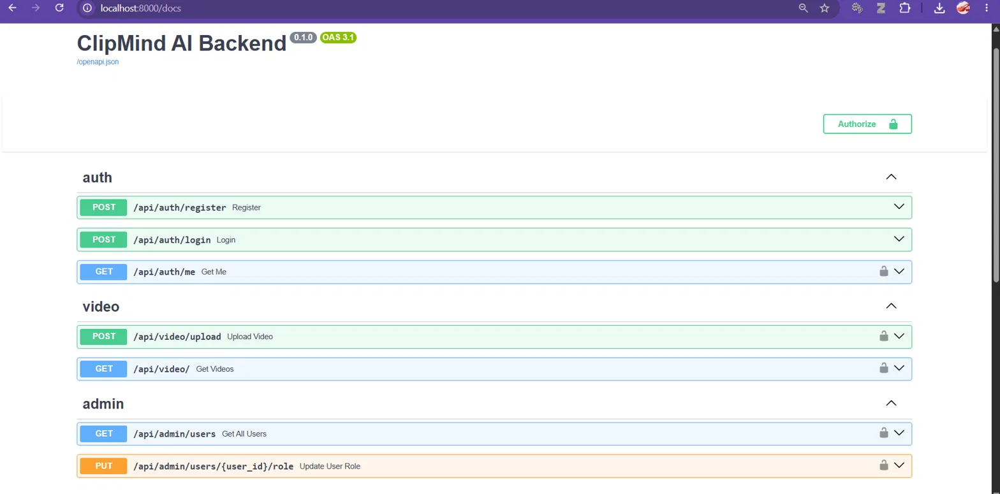 localhost:8000/docs
ClipMind AI Backend 0.1.0 OAS 3.1
/openapi.json
Authorize
auth
POST /api/auth/register Register
POST /api/auth/login Login
GET /api/auth/me Get Me
video
POST /api/video/upload Upload Video
GET /api/video/ Get Videos
admin
GET /api/admin/users Get All Users
PUT /api/admin/users/{user_id}/role Update User Role